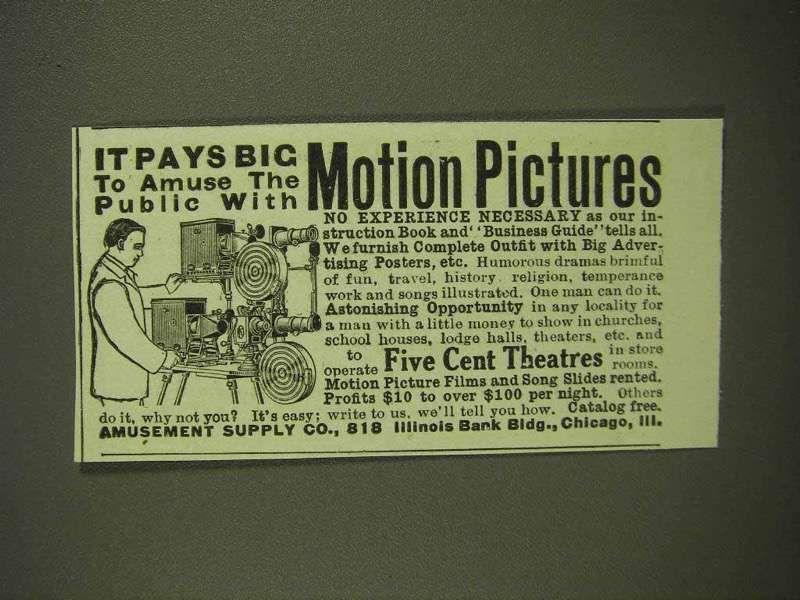 IT PAYS BIG
To Amuse The
Public With
Motion Pictures
NO EXPERIENCE NECESSARY as our in-
struction Book and "Business Guide" tells all.
We furnish Complete Outfit with Big Adver-
tising Posters, etc. Humorous dramas brimful
of fun, travel, history. religion, temperance
work and songs illustrated. One man can do it.
Astonishing Opportunity in any locality for
a man with a little money to show in churches,
school houses, lodge halls, theaters, etc. and
to operate Five Cent Theatres in store rooms.
Motion Picture Films and Song Slides rented.
Profits $10 to over $100 per night. Others
do it, why not you? It's easy; write to us, we'll tell you how. Catalog free.
AMUSEMENT SUPPLY CO., 818 Illinois Bank Bldg., Chicago, Ill.